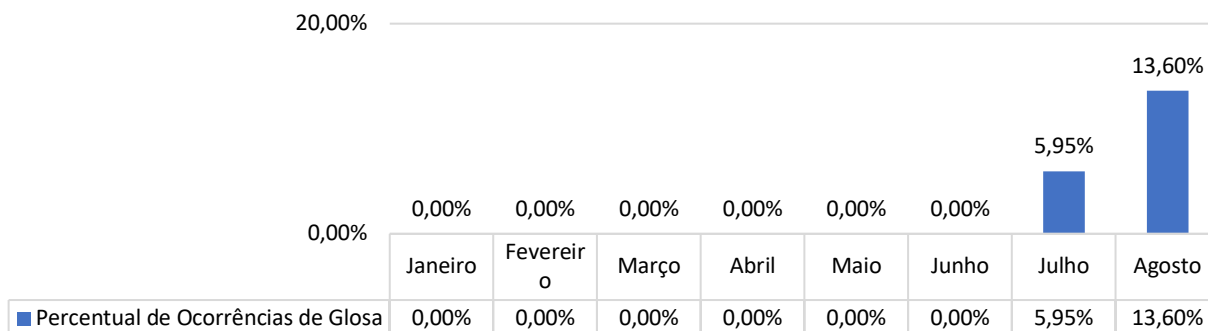 20,00%
13,60%
5,95%
0,00% 0,00% 0,00% 0,00% 0,00% 0,00%
0,00%
Janeiro Fevereir
o Março Abril Maio Junho Julho Agosto
Percentual de Ocorrências de Glosa 0,00% 0,00% 0,00% 0,00% 0,00% 0,00% 5,95% 13,60%